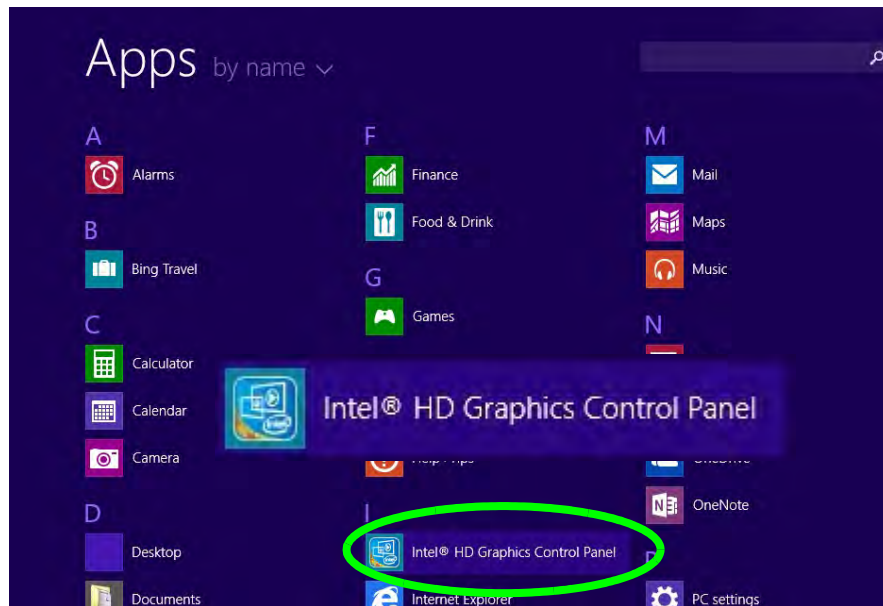 Apps by name
A
Alarms
B
Bing Travel
C
Calculator
Calendar
Camera
D
Desktop
Documents
F
Finance
Food & Drink
G
Games
Intel® HD Graphics Control Panel
I
Intel® HD Graphics Control Panel
Internet Explorer
M
Mail
Maps
Music
N
OneDrive
OneNote
PC settings